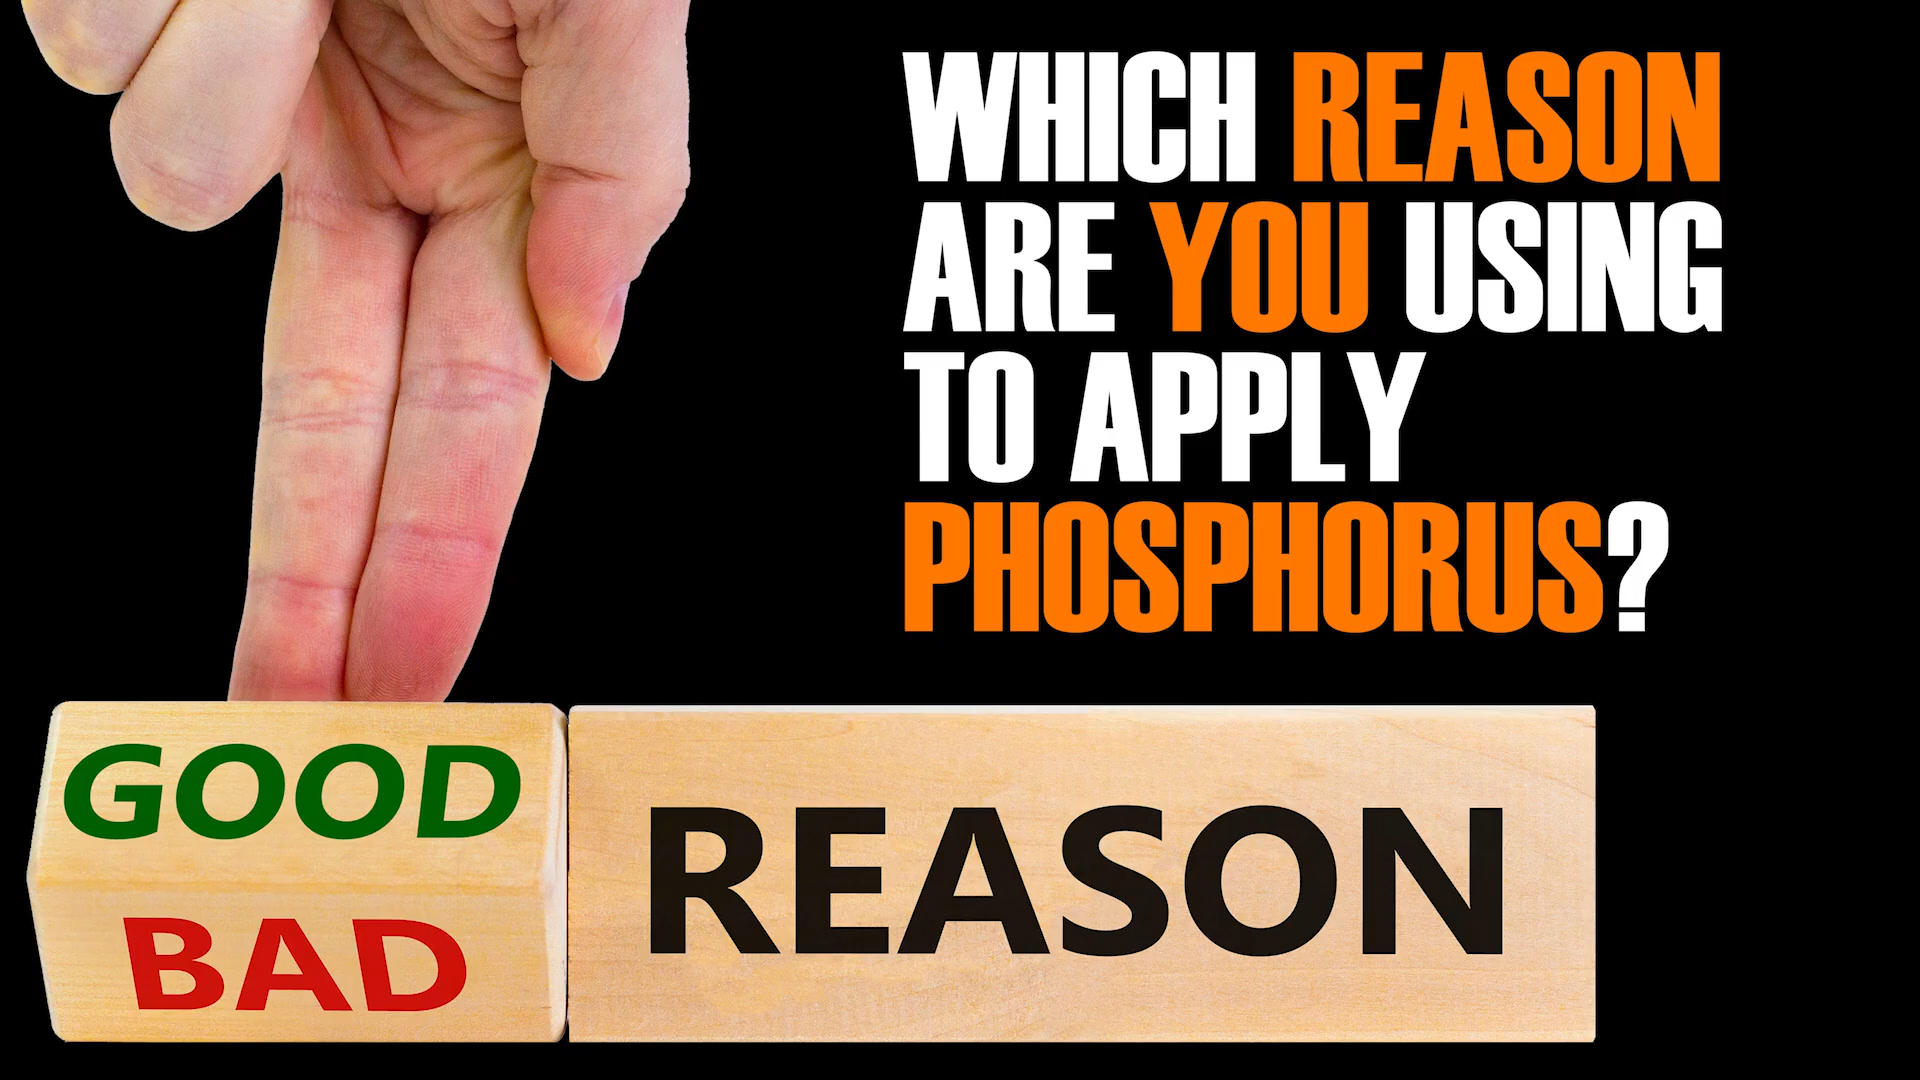 WHICH REASON
ARE YOU USING
TO APPLY
PHOSPHORUS?
GOOD
BAD
REASON